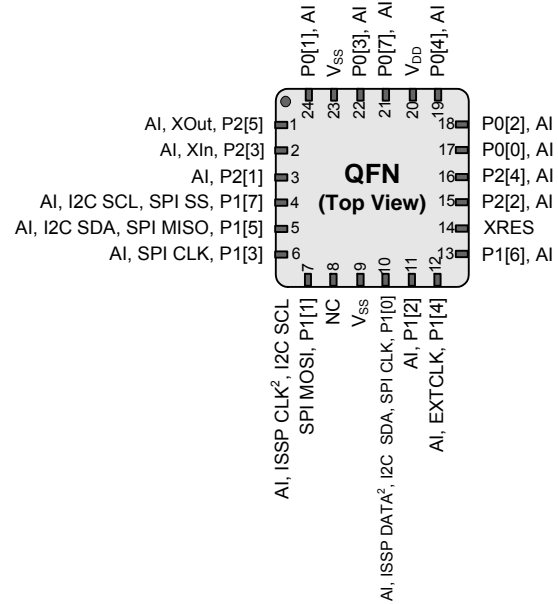 P0[1], AI
VSS
P0[3], AI
P0[7], AI
VDD
P0[4], AI
24
23
22
21
20
19
AI, XOut, P2[5]
1
18
P0[2], AI
AI, XIn, P2[3]
2
17
P0[0], AI
AI, P2[1]
3
QFN
16
P2[4], AI
AI, I2C SCL, SPI SS, P1[7]
4
(Top View)
15
P2[2], AI
AI, I2C SDA, SPI MISO, P1[5]
5
14
XRES
AI, SPI CLK, P1[3]
6
13
P1[6], AI
7
8
9
10
11
12
AI, ISSP CLK2, I2C SCL
SPI MOSI, P1[1]
NC
VSS
AI, ISSP DATA2, I2C SDA, SPI CLK, P1[0]
AI, P1[2]
AI, EXTCLK, P1[4]